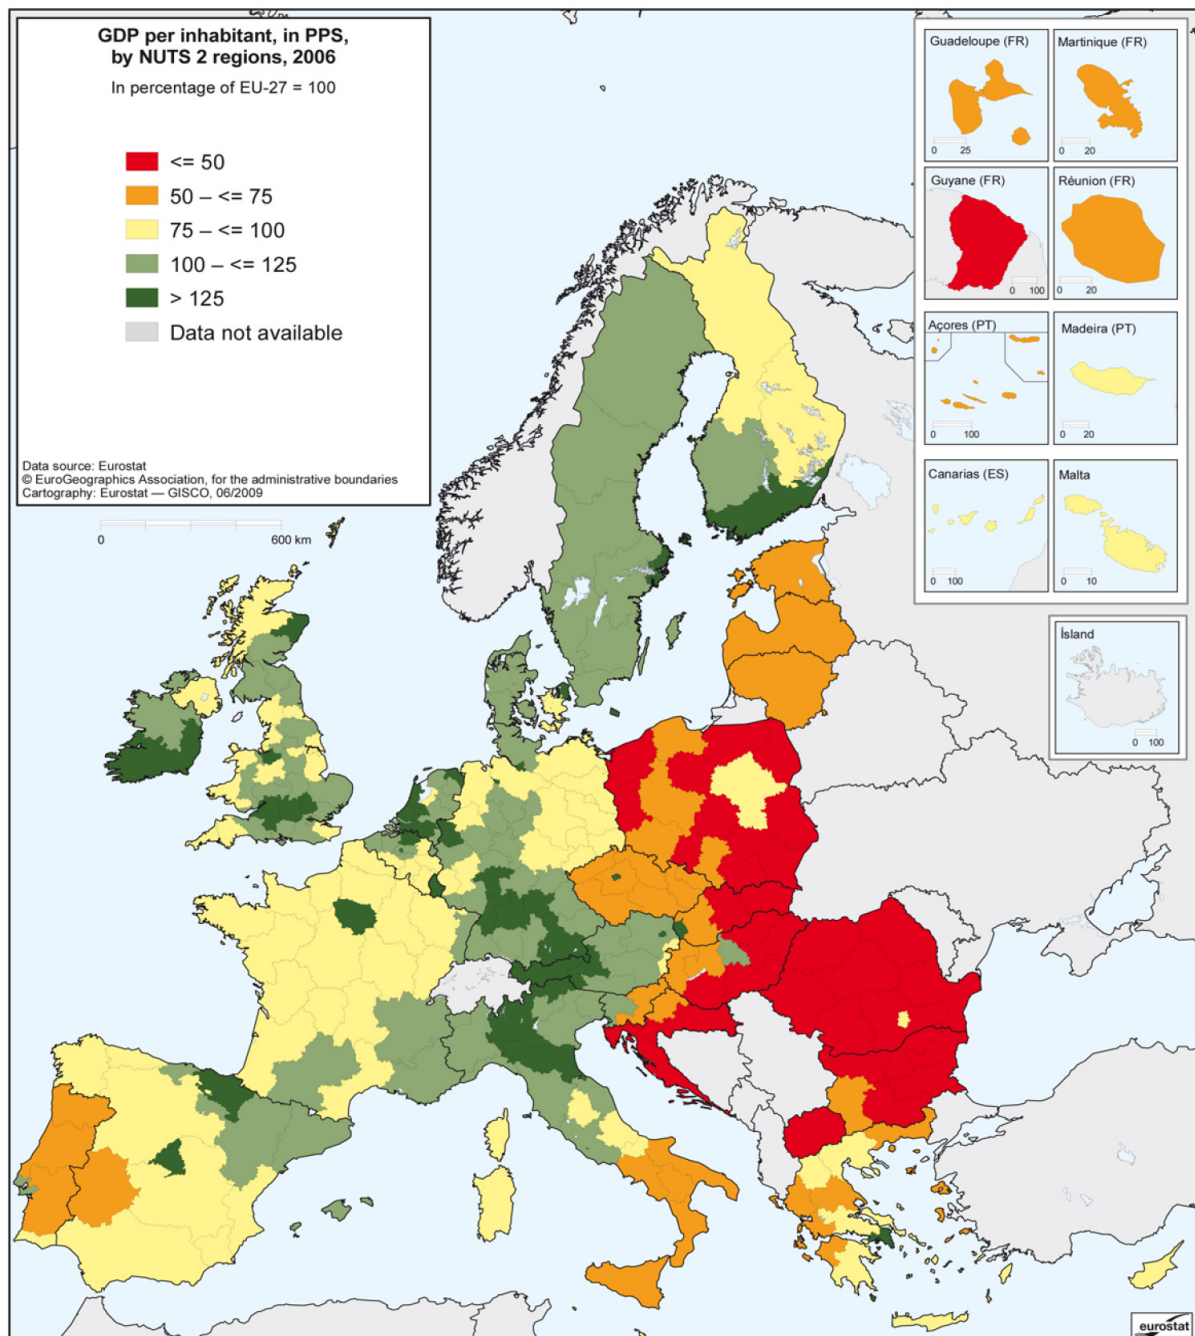 GDP per inhabitant, in PPS,
by NUTS 2 regions, 2006
In percentage of EU-27 = 100
<= 50
50 – <= 75
75 – <= 100
100 – <= 125
> 125
Data not available
Data source: Eurostat
© EuroGeographics Association, for the administrative boundaries
Cartography: Eurostat — GISCO, 06/2009
0 600 km
Guadeloupe (FR)
0 25
Martinique (FR)
0 20
Guyane (FR)
0 100
Réunion (FR)
0 20
Açores (PT)
0 100
Madeira (PT)
0 20
Canarias (ES)
0 100
Malta
0 10
Ísland
0 100
eurostat